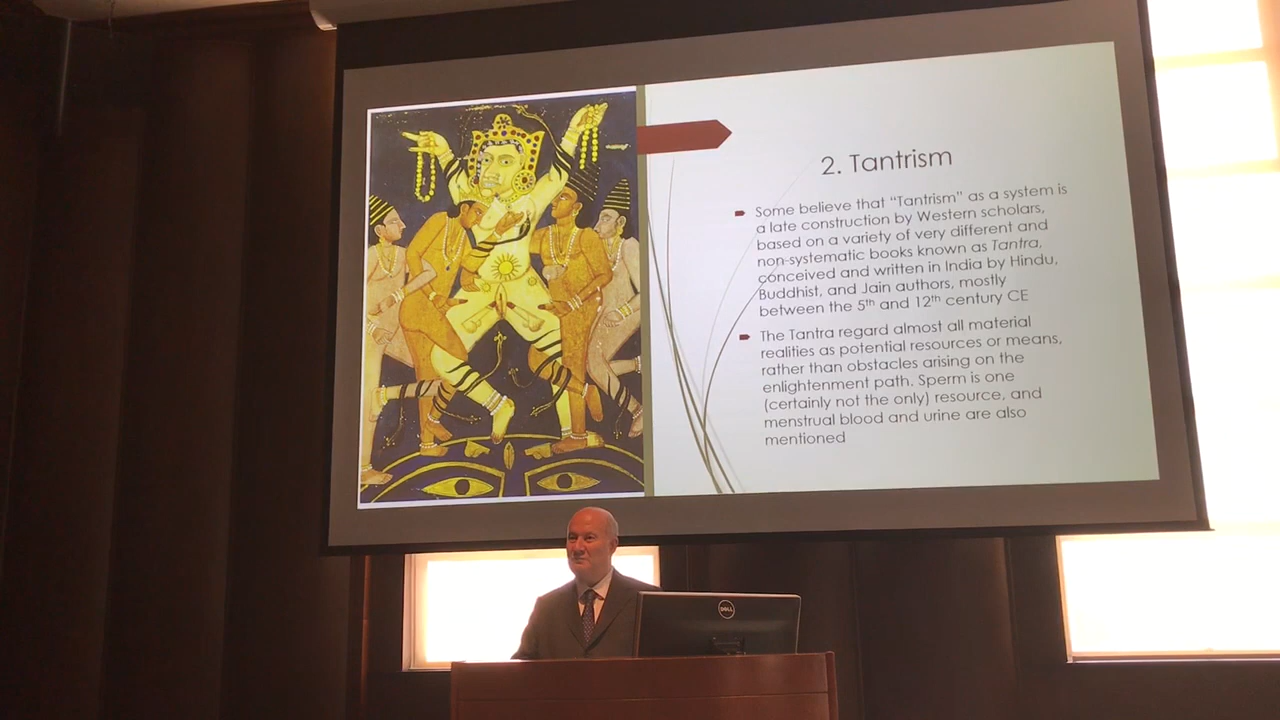 2. Tantrism
Some believe that “Tantrism” as a system is
a late construction by Western scholars,
based on a variety of very different and
non-systematic books known as Tantra,
conceived and written in India by Hindu,
Buddhist, and Jain authors, mostly
between the 5th and 12th century CE
The Tantra regard almost all material
realities as potential resources or means,
rather than obstacles arising on the
enlightenment path. Sperm is one
(certainly not the only) resource, and
menstrual blood and urine are also
mentioned
DELL